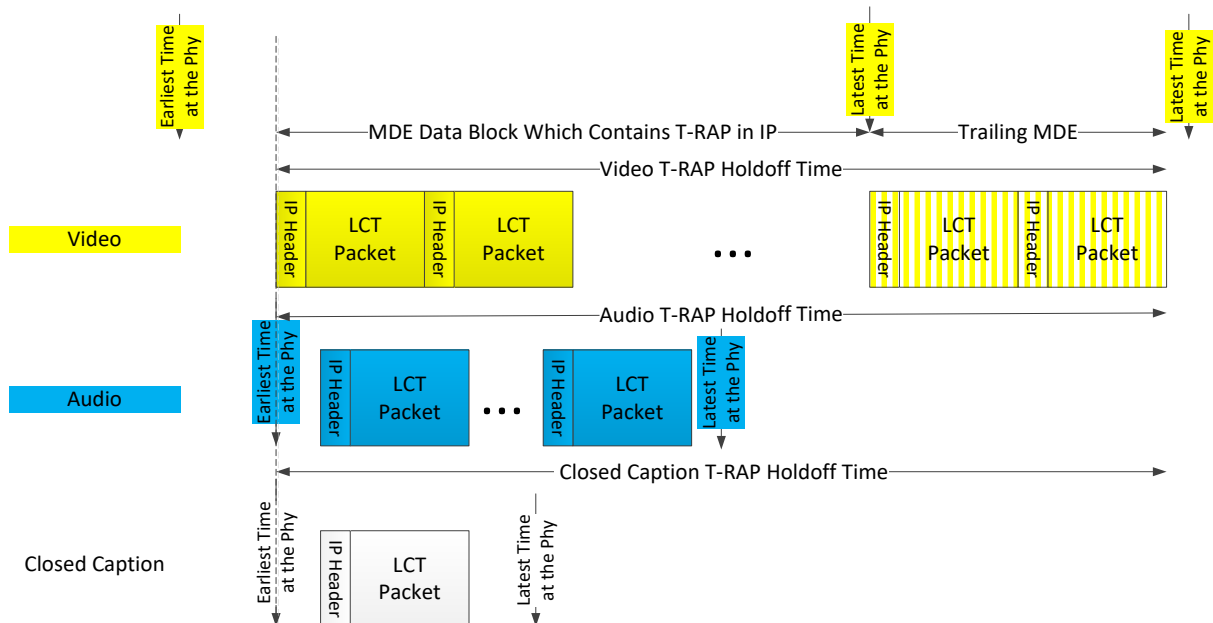 Earliest Time
at the Phy
Latest Time
at the Phy
Latest Time
at the Phy
MDE Data Block Which Contains T-RAP in IP
Trailing MDE
Video T-RAP Holdoff Time
Video
IP Header
LCT
Packet
IP Header
LCT
Packet
...
IP Header
LCT
Packet
IP Header
LCT
Packet
Audio T-RAP Holdoff Time
Audio
Earliest Time
at the Phy
IP Header
LCT
Packet
...
IP Header
LCT
Packet
Latest Time
at the Phy
Closed Caption T-RAP Holdoff Time
Closed Caption
Earliest Time
at the Phy
IP Header
LCT
Packet
Latest Time
at the Phy